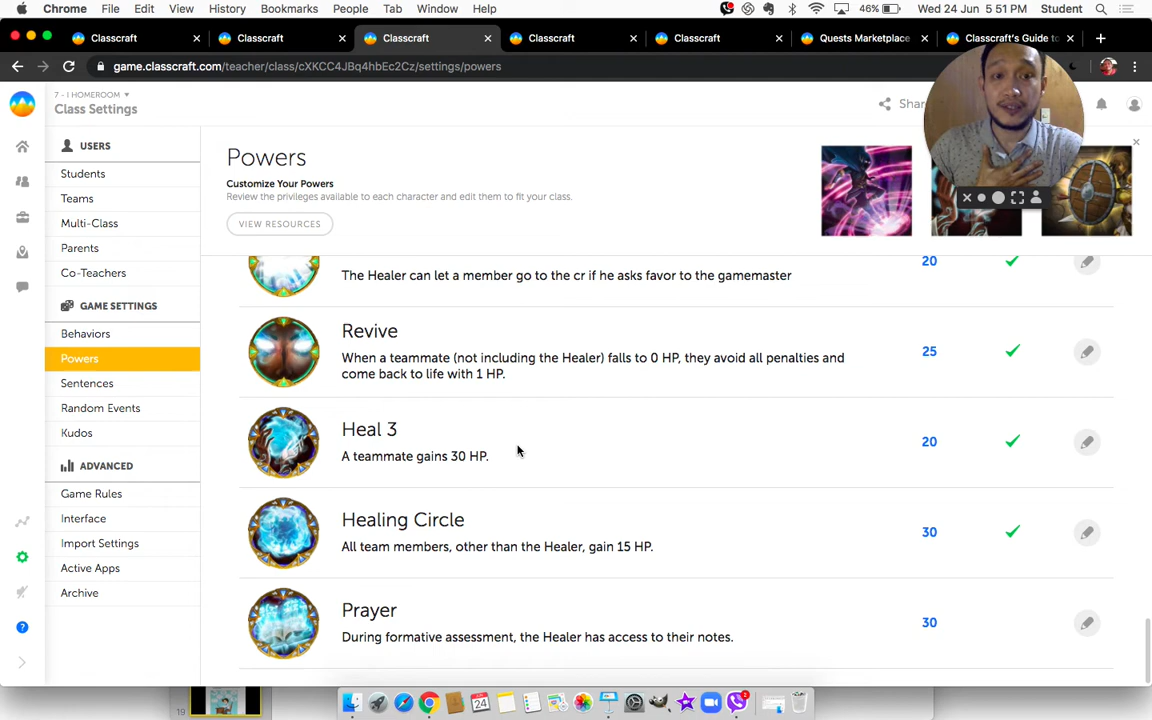 Chrome File Edit View History Bookmarks People Tab Window Help 46% Wed 24 Jun 5:51 PM Student
Classcraft Classcraft Classcraft Classcraft Classcraft Quests Marketplace Classcraft's Guide to
game.classcraft.com/teacher/class/cXKCC4JBq4hbEc2Cz/settings/powers
7 - I HOMEROOM
Class Settings
USERS
Students
Teams
Multi-Class
Parents
Co-Teachers
GAME SETTINGS
Behaviors
Powers
Sentences
Random Events
Kudos
ADVANCED
Game Rules
Interface
Import Settings
Active Apps
Archive
Powers
Customize Your Powers
Review the privileges available to each character and edit them to fit your class.
VIEW RESOURCES
The Healer can let a member go to the cr if he asks favor to the gamemaster
20
Revive
When a teammate (not including the Healer) falls to 0 HP, they avoid all penalties and
come back to life with 1 HP.
25
Heal 3
A teammate gains 30 HP.
20
Healing Circle
All team members, other than the Healer, gain 15 HP.
30
Prayer
During formative assessment, the Healer has access to their notes.
30
19
24
2